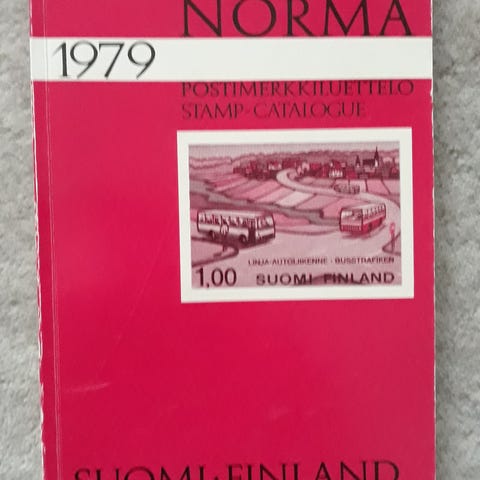 NORMA
1979
POSTIMERKKILUETTELO
STAMP-CATALOGUE
LINJA-AUTOLIIKENNE - BUSSTRAFIKEN
1,00 SUOMI FINLAND
SUOMI-FINLAND